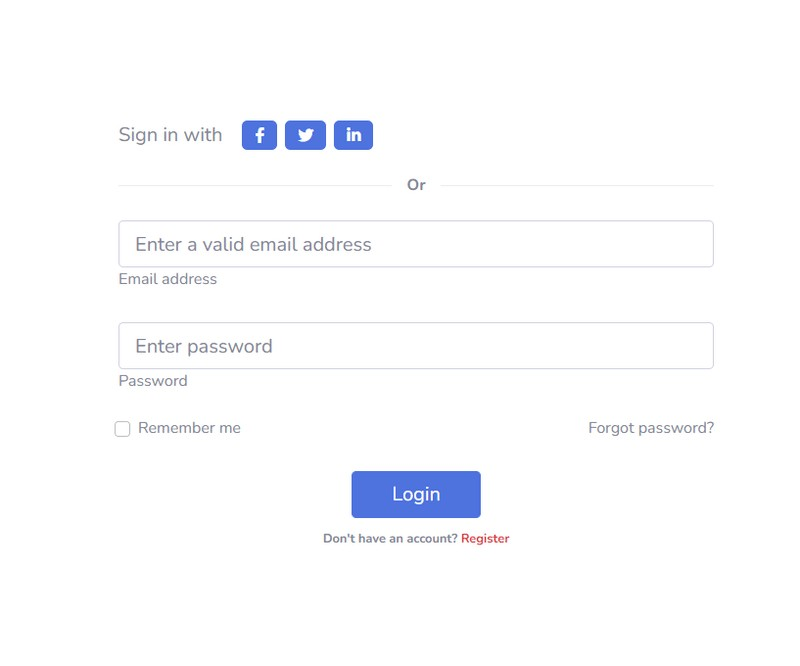 Sign in with
Or
Enter a valid email address
Email address
Enter password
Password
Remember me Forgot password?
Login
Don't have an account? Register